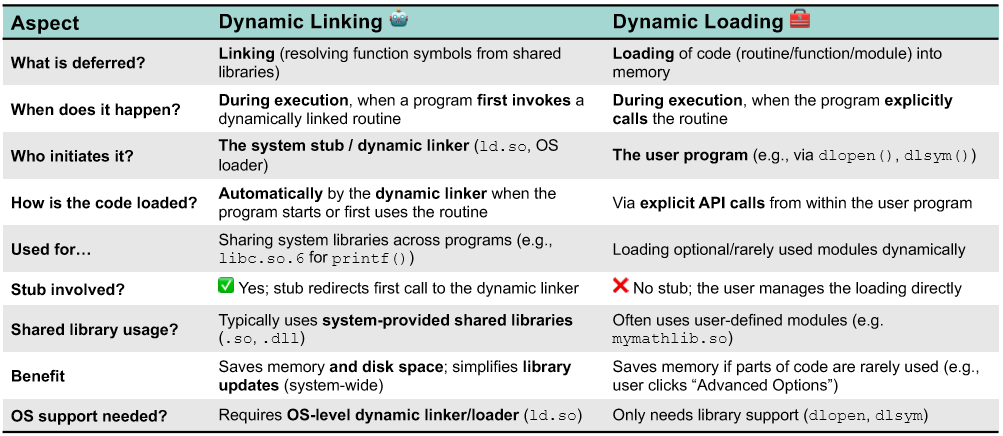 Aspect Dynamic Linking 🤖 Dynamic Loading 🧰
What is deferred? Linking (resolving function symbols from shared
libraries) Loading of code (routine/function/module) into
memory
When does it happen? During execution, when a program first invokes a
dynamically linked routine During execution, when the program explicitly
calls the routine
Who initiates it? The system stub / dynamic linker (ld.so, OS
loader) The user program (e.g., via dlopen(), dlsym())
How is the code loaded? Automatically by the dynamic linker when the
program starts or first uses the routine Via explicit API calls from within the user program
Used for… Sharing system libraries across programs (e.g.,
libc.so.6 for printf()) Loading optional/rarely used modules dynamically
Stub involved? ✅ Yes; stub redirects first call to the dynamic linker ❌ No stub; the user manages the loading directly
Shared library usage? Typically uses system-provided shared libraries
(.so, .dll) Often uses user-defined modules (e.g.
mymathlib.so)
Benefit Saves memory and disk space; simplifies library
updates (system-wide) Saves memory if parts of code are rarely used (e.g.,
user clicks “Advanced Options”)
OS support needed? Requires OS-level dynamic linker/loader (ld.so) Only needs library support (dlopen, dlsym)